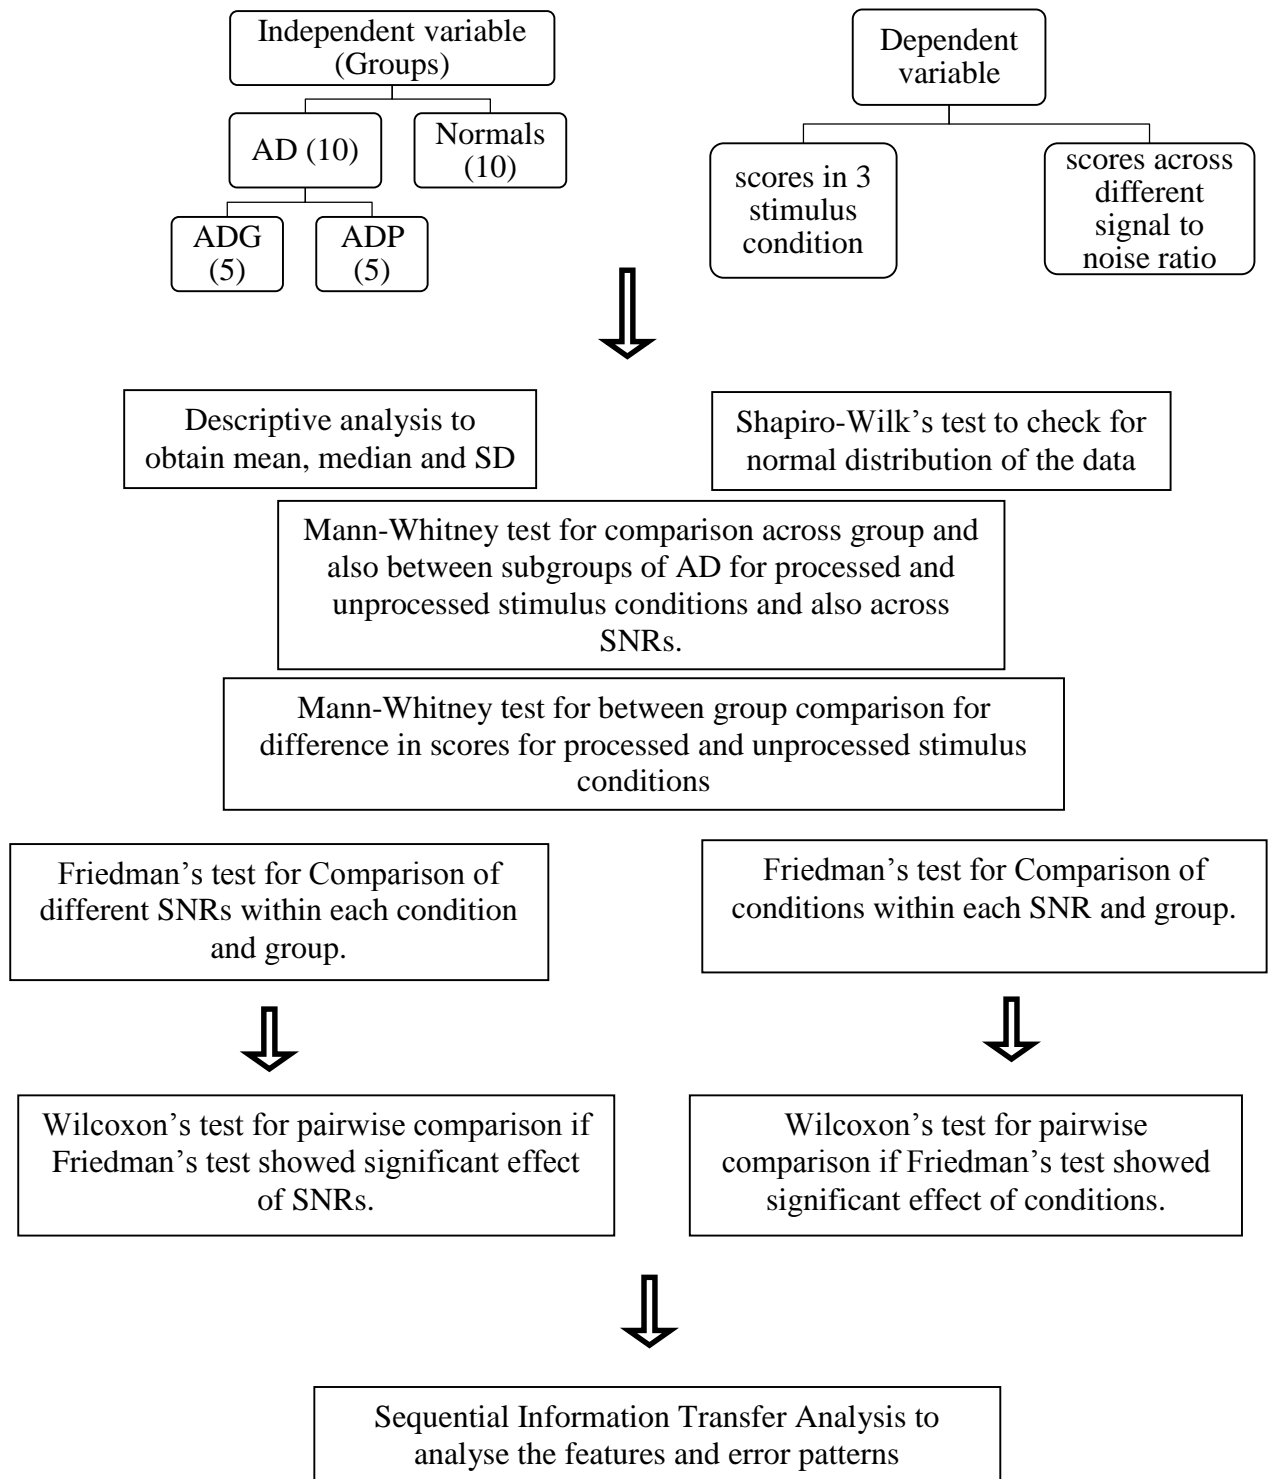 Independent variable
(Groups)
AD (10)
Normals
(10)
ADG
(5)
ADP
(5)
Dependent
variable
scores in 3
stimulus
condition
scores across
different
signal to
noise ratio
Descriptive analysis to
obtain mean, median and SD
Shapiro-Wilk’s test to check for
normal distribution of the data
Mann-Whitney test for comparison across group and
also between subgroups of AD for processed and
unprocessed stimulus conditions and also across
SNRs.
Mann-Whitney test for between group comparison for
difference in scores for processed and unprocessed stimulus
conditions
Friedman’s test for Comparison of
different SNRs within each condition
and group.
Friedman’s test for Comparison of
conditions within each SNR and group.
Wilcoxon’s test for pairwise comparison if
Friedman’s test showed significant effect
of SNRs.
Wilcoxon’s test for pairwise
comparison if Friedman’s test showed
significant effect of conditions.
Sequential Information Transfer Analysis to
analyse the features and error patterns